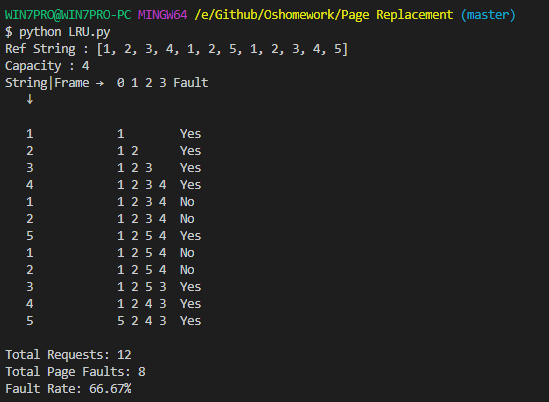 WIN7PRO@WIN7PRO-PC MINGW64 /e/Github/Oshomework/Page Replacement (master)
$ python LRU.py
Ref String : [1, 2, 3, 4, 1, 2, 5, 1, 2, 3, 4, 5]
Capacity : 4
String|Frame → 0 1 2 3 Fault
↓
1 1 Yes
2 1 2 Yes
3 1 2 3 Yes
4 1 2 3 4 Yes
1 1 2 3 4 No
2 1 2 3 4 No
5 1 2 5 4 Yes
1 1 2 5 4 No
2 1 2 5 4 No
3 1 2 5 3 Yes
4 1 2 4 3 Yes
5 5 2 4 3 Yes
Total Requests: 12
Total Page Faults: 8
Fault Rate: 66.67%